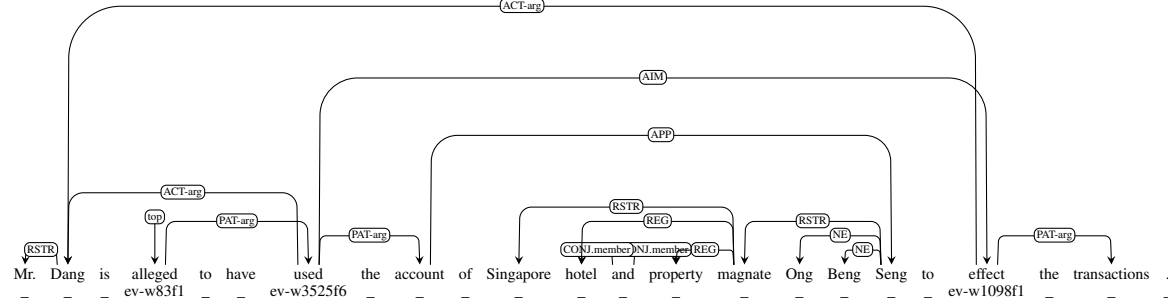 ACT-arg
AIM
APP
ACT-arg
RSTR
top
PAT-arg
REG
RSTR
PAT-arg
NE
PAT-arg
RSTR
CONJ.member
REG
NE
Mr. Dang is alleged to have used the account of Singapore hotel and property magnate Ong Beng Seng to effect the transactions .
_ _ _ ev-w83f1 _ _ ev-w3525f6 _ _ _ _ _ _ _ _ _ _ _ _ ev-w1098f1 _ _ _